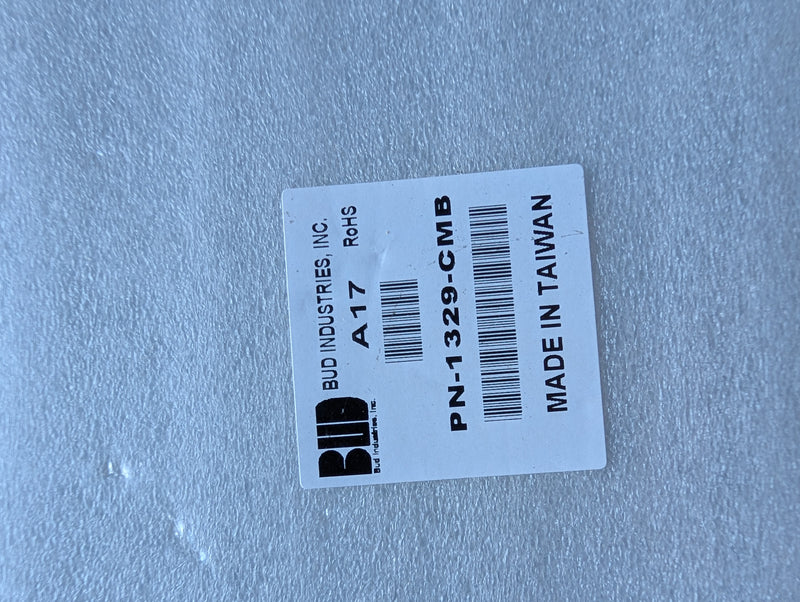 BUD
Bud Industries, Inc.
BUD INDUSTRIES, INC.
A17 RoHS
PN-1329-CMB
MADE IN TAIWAN